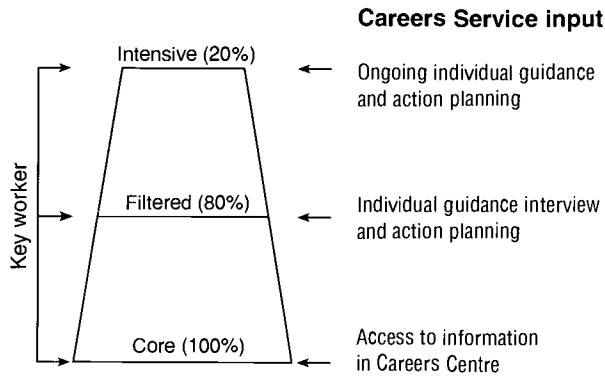 Careers Service input
Intensive (20%)
Ongoing individual guidance
and action planning
Key worker
Filtered (80%)
Individual guidance interview
and action planning
Core (100%)
Access to information
in Careers Centre